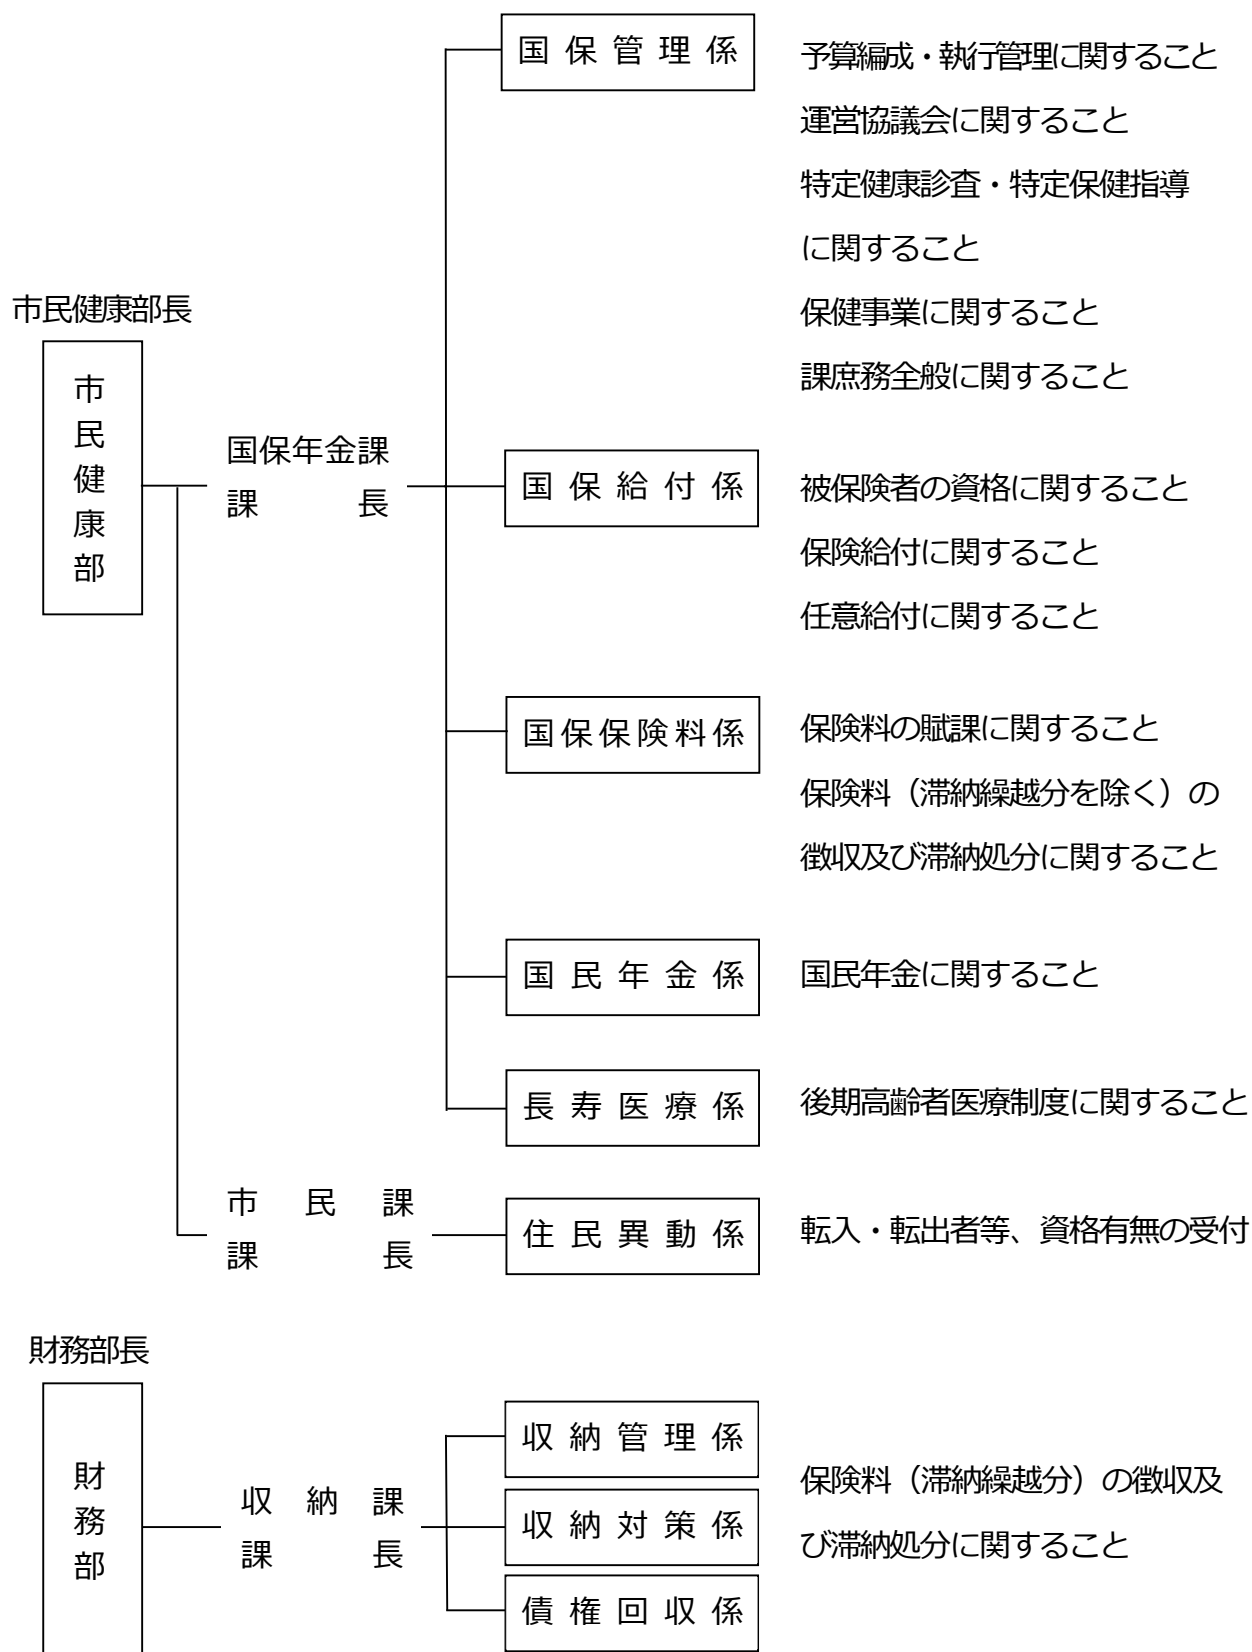 国保管理係
予算編成・執行管理に関すること
運営協議会に関すること
特定健康診査・特定保健指導
に関すること
保健事業に関すること
課庶務全般に関すること
市民健康部長
市民健康部
国保年金課
課長
国保給付係
被保険者の資格に関すること
保険給付に関すること
任意給付に関すること
国保保険料係
保険料の賦課に関すること
保険料（滞納繰越分を除く）の
徴収及び滞納処分に関すること
国民年金係
国民年金に関すること
長寿医療係
後期高齢者医療制度に関すること
市民課
課長
住民異動係
転入・転出者等、資格有無の受付
財務部長
財務部
収納課
課長
収納管理係
収納対策係
債権回収係
保険料（滞納繰越分）の徴収及
び滞納処分に関すること